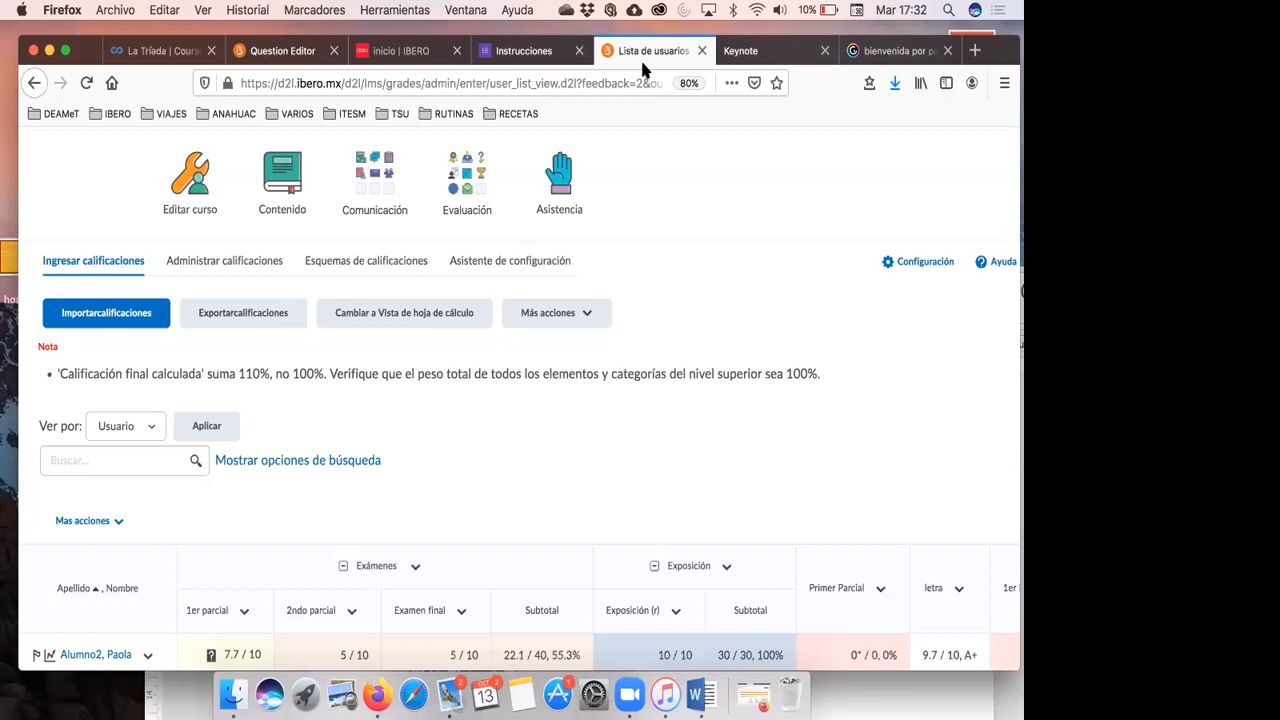 Firefox Archivo Editar Ver Historial Marcadores Herramientas Ventana Ayuda 10% Mar 17:32
La Tríada | Cours Question Editor inicio | IBERO Instrucciones Lista de usuarios Keynote bienvenida por pa
https://d2l.ibero.mx/d2l/lms/grades/admin/enter/user_list_view.d2l?feedback=2&ou 80%
DEAMeT IBERO VIAJES ANAHUAC VARIOS ITESM TSU RUTINAS RECETAS
Editar curso Contenido Comunicación Evaluación Asistencia
Ingresar calificaciones Administrar calificaciones Esquemas de calificaciones Asistente de configuración Configuración Ayuda
Importarcalificaciones Exportarcalificaciones Cambiar a Vista de hoja de cálculo Más acciones
Nota
• 'Calificación final calculada' suma 110%, no 100%. Verifique que el peso total de todos los elementos y categorías del nivel superior sea 100%.
Ver por: Usuario Aplicar
Buscar... Mostrar opciones de búsqueda
Mas acciones
Exámenes Exposición
Apellido , Nombre Primer Parcial letra 1er
1er parcial 2ndo parcial Examen final Subtotal Exposición (r) Subtotal
Alumno2, Paola 7.7 / 10 5 / 10 5 / 10 22.1 / 40, 55.3% 10 / 10 30 / 30, 100% 0* / 0, 0% 9.7 / 10, A+
2 OCT 13 2 1